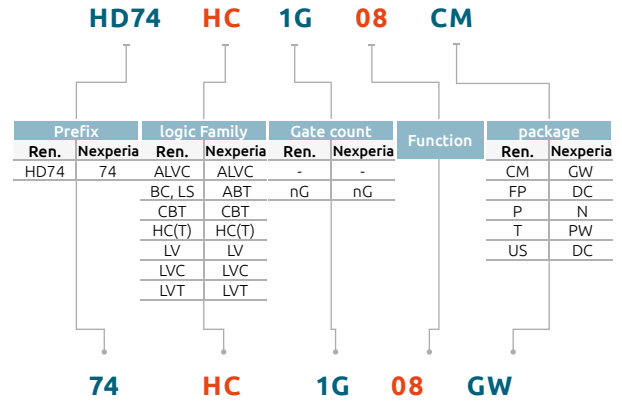 HD74 HC 1G 08 CM
Prefix logic Family Gate count Function package
Ren. Nexperia Ren. Nexperia Ren. Nexperia Ren. Nexperia
HD74 74 ALVC ALVC - - CM GW
BC, LS ABT nG nG FP DC
CBT CBT P N
HC(T) HC(T) T PW
LV LV US DC
LVC LVC
LVT LVT
74 HC 1G 08 GW